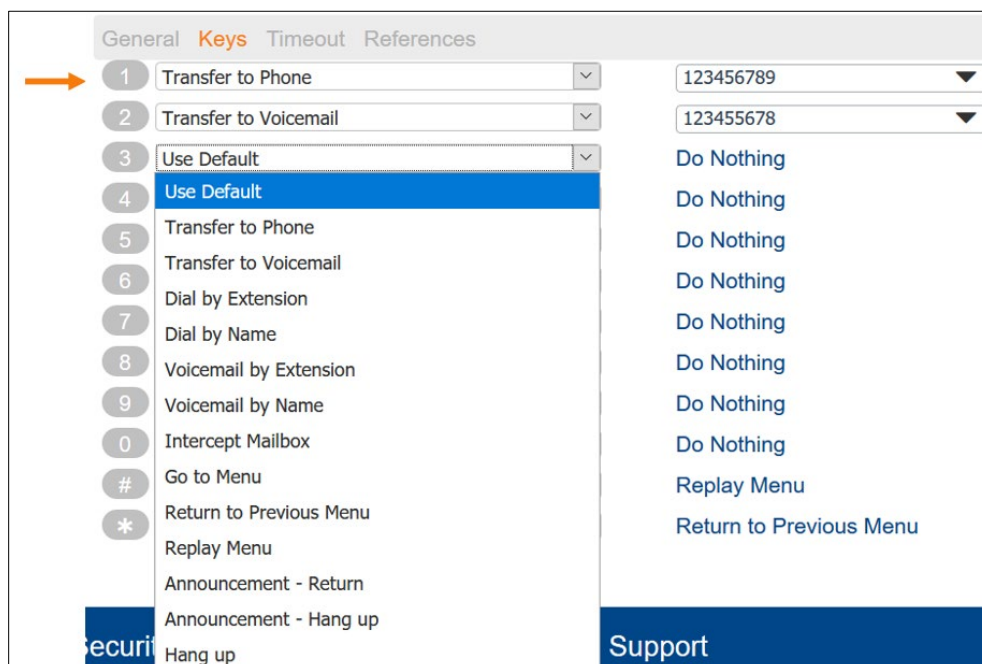 General Keys Timeout References
1 Transfer to Phone 123456789
2 Transfer to Voicemail 123455678
3 Use Default Do Nothing
Use Default
4 Do Nothing
Transfer to Phone
5 Do Nothing
Transfer to Voicemail
6 Do Nothing
Dial by Extension
7 Do Nothing
Dial by Name
8 Do Nothing
Voicemail by Extension
9 Do Nothing
Voicemail by Name
0 Do Nothing
Intercept Mailbox
# Replay Menu
Go to Menu
* Return to Previous Menu
Return to Previous Menu
Replay Menu
Announcement - Return
Announcement - Hang up
ecurit Support
Hang up